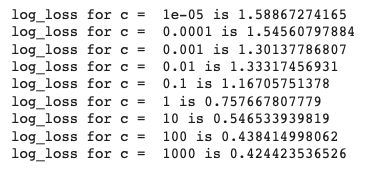 log_loss for c =  1e-05 is 1.58867274165
log_loss for c =  0.0001 is 1.54560797884
log_loss for c =  0.001 is 1.30137786807
log_loss for c =  0.01 is 1.33317456931
log_loss for c =  0.1 is 1.16705751378
log_loss for c =  1 is 0.757667807779
log_loss for c =  10 is 0.546533939819
log_loss for c =  100 is 0.438414998062
log_loss for c =  1000 is 0.424423536526